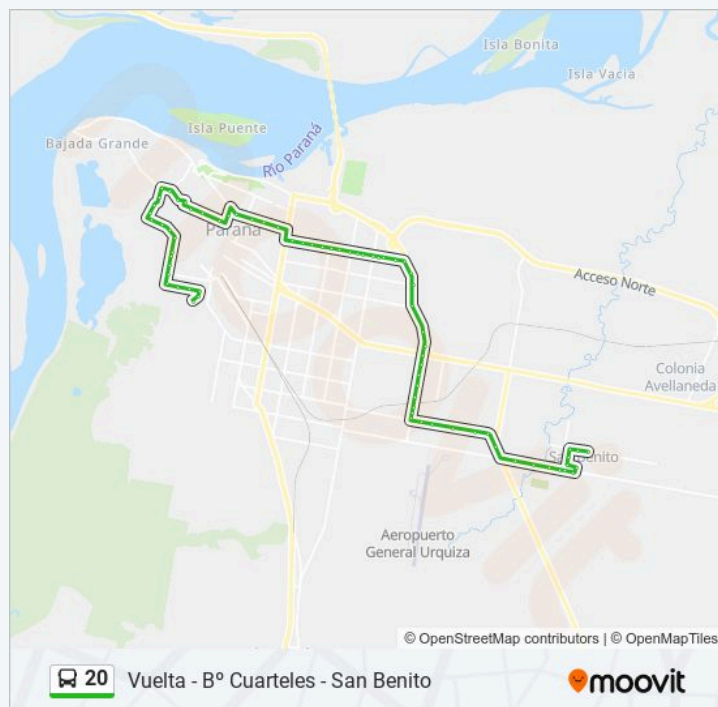 Isla Bonita
Isla Vacia
Isla Puente
Bajada Grande
Río Paraná
Paraná
Acceso Norte
Colonia
Avellaneda
San Benito
Aeropuerto
General Urquiza
© OpenStreetMap contributors | © OpenMapTiles
20 Vuelta - Bº Cuarteles - San Benito
moovit